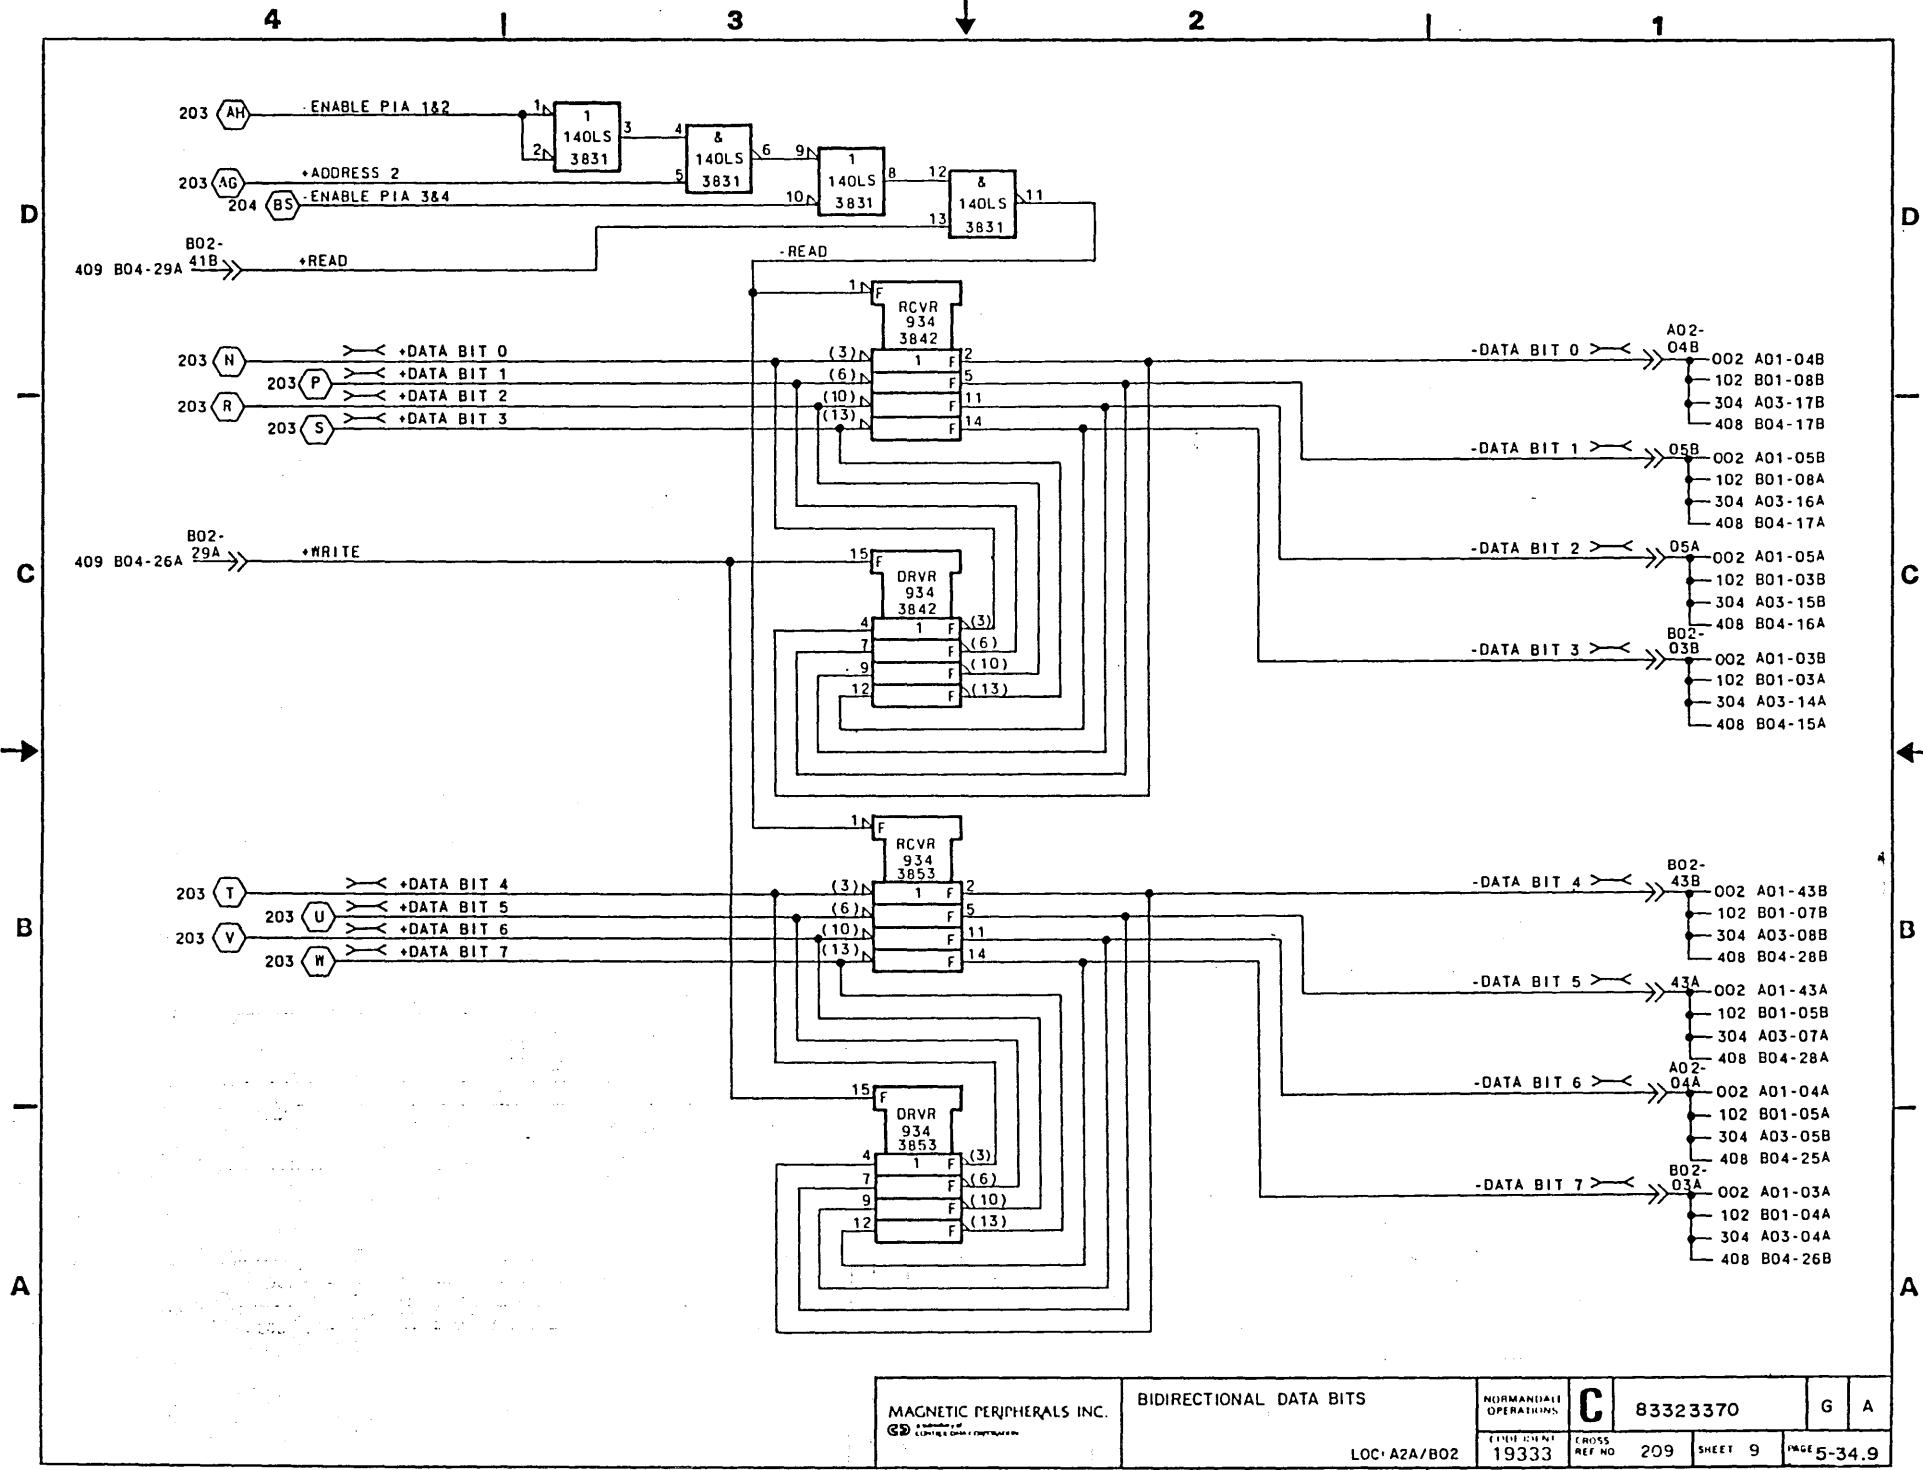 4 3 2 1
203 AH -ENABLE PIA 1&2
1 2
1 140LS 3831
3 4
& 140LS 3831
6 9
1 140LS 3831
8 12
& 140LS 3831
11
203 AG +ADDRESS 2 5
204 BS -ENABLE PIA 3&4 10
13
D D
409 B04-29A B02-41B +READ
-READ
1 F
RCVR
934
3842
203 N +DATA BIT 0 (3) 1 F 2
203 P +DATA BIT 1 (6) F 5
203 R +DATA BIT 2 (10) F 11
203 S +DATA BIT 3 (13) F 14
-DATA BIT 0 A02-04B
002 A01-04B
102 B01-08B
304 A03-17B
408 B04-17B
-DATA BIT 1 05B
002 A01-05B
102 B01-08A
304 A03-16A
408 B04-17A
-DATA BIT 2 05A
002 A01-05A
102 B01-03B
304 A03-15B
408 B04-16A
-DATA BIT 3 B02-03B
002 A01-03B
102 B01-03A
304 A03-14A
408 B04-15A
C C
409 B04-26A B02-29A +WRITE
15 F
DRVR
934
3842
4 1 F (3)
7 F (6)
9 F (10)
12 F (13)
1 F
RCVR
934
3853
203 T +DATA BIT 4 (3) 1 F 2
203 U +DATA BIT 5 (6) F 5
203 V +DATA BIT 6 (10) F 11
203 W +DATA BIT 7 (13) F 14
B B
-DATA BIT 4 B02-43B
002 A01-43B
102 B01-07B
304 A03-08B
408 B04-28B
-DATA BIT 5 43A
002 A01-43A
102 B01-05B
304 A03-07A
408 B04-28A
-DATA BIT 6 A02-04A
002 A01-04A
102 B01-05A
304 A03-05B
408 B04-25A
-DATA BIT 7 B02-03A
002 A01-03A
102 B01-04A
304 A03-04A
408 B04-26B
15 F
DRVR
934
3853
4 1 F (3)
7 F (6)
9 F (10)
12 F (13)
A A
MAGNETIC PERIPHERALS INC.
BIDIRECTIONAL DATA BITS
LOC: A2A/B02
NORMANDALE OPERATIONS
C 83323370 G A
CODE IDENT 19333
CROSS REF NO 209
SHEET 9
PAGE 5-34.9